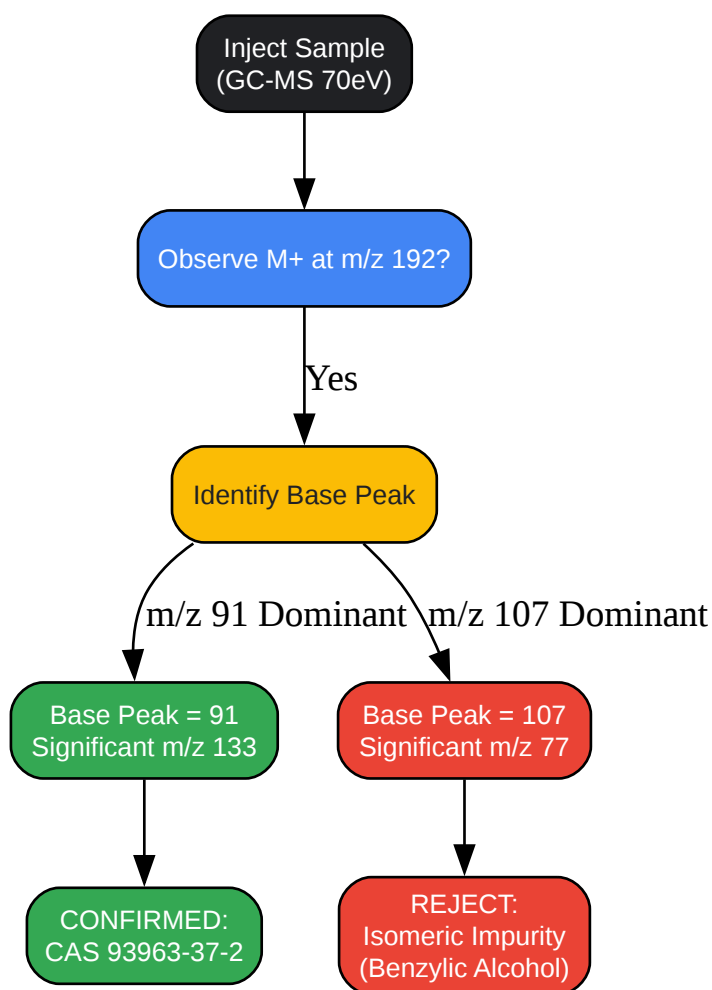 Inject Sample
(GC-MS 70eV)
Observe M+ at m/z 192?
Yes
Identify Base Peak
m/z 91 Dominant
m/z 107 Dominant
Base Peak = 91
Significant m/z 133
Base Peak = 107
Significant m/z 77
CONFIRMED:
CAS 93963-37-2
REJECT:
Isomeric Impurity
(Benzylic Alcohol)